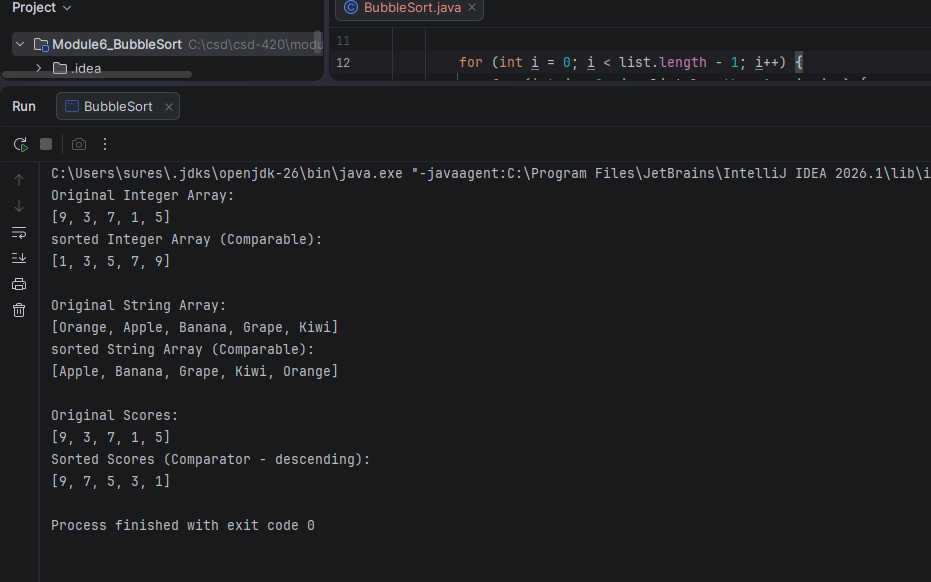 Project
BubbleSort.java
Module6_BubbleSort C:\csd\csd-420\modu
.idea
11
12 for (int i = 0; i < list.length - 1; i++) {
Run BubbleSort
C:\Users\sures\.jdks\openjdk-26\bin\java.exe "-javaagent:C:\Program Files\JetBrains\IntelliJ IDEA 2026.1\lib\i
Original Integer Array:
[9, 3, 7, 1, 5]
sorted Integer Array (Comparable):
[1, 3, 5, 7, 9]
Original String Array:
[Orange, Apple, Banana, Grape, Kiwi]
sorted String Array (Comparable):
[Apple, Banana, Grape, Kiwi, Orange]
Original Scores:
[9, 3, 7, 1, 5]
Sorted Scores (Comparator - descending):
[9, 7, 5, 3, 1]
Process finished with exit code 0